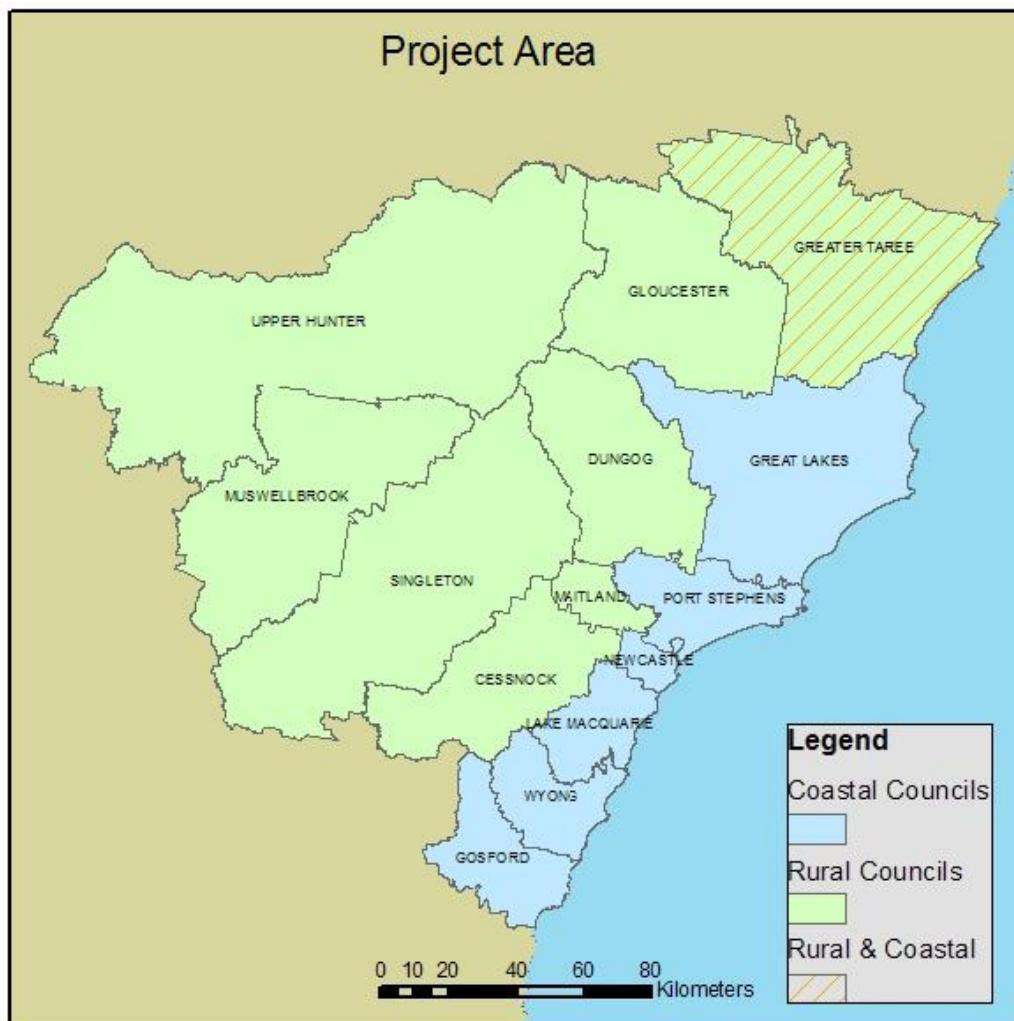 Project Area
GREATER TAREE
GLOUCESTER
UPPER HUNTER
DUNGOG
GREAT LAKES
MUSWELLBROOK
SINGLETON
MAITLAND
PORT STEPHENS
NEWCASTLE
CESSNOCK
LAKE MACQUARIE
WYONG
GOSFORD
Legend
Coastal Councils
Rural Councils
Rural & Coastal
0 10 20 40 60 80
Kilometers